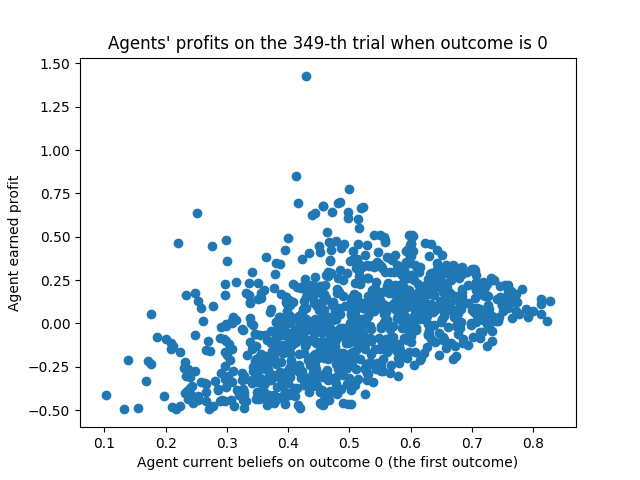 Agents' profits on the 349-th trial when outcome is 0
1.50
1.25
1.00
0.75
0.50
0.25
0.00
−0.25
−0.50
Agent earned profit
0.1 0.2 0.3 0.4 0.5 0.6 0.7 0.8
Agent current beliefs on outcome 0 (the first outcome)